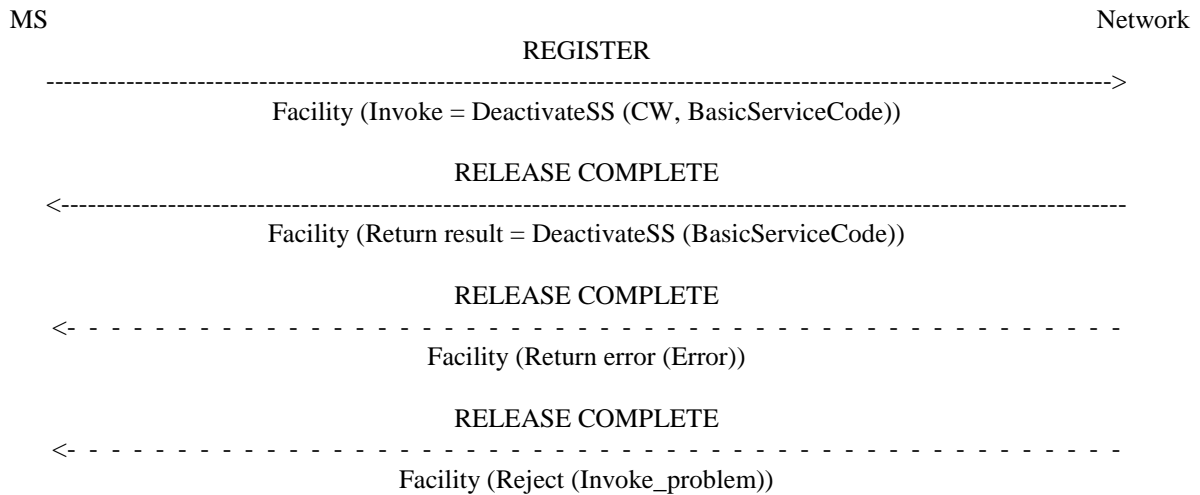 MS Network
REGISTER
Facility (Invoke = DeactivateSS (CW, BasicServiceCode))
RELEASE COMPLETE
Facility (Return result = DeactivateSS (BasicServiceCode))
RELEASE COMPLETE
Facility (Return error (Error))
RELEASE COMPLETE
Facility (Reject (Invoke_problem))